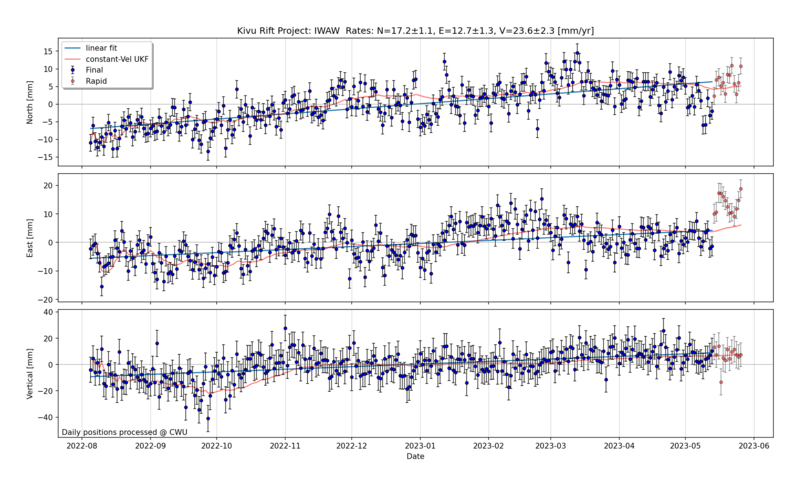 Kivu Rift Project: IWAW Rates: N=17.2±1.1, E=12.7±1.3, V=23.6±2.3 [mm/yr]
linear fit
constant-Vel UKF
Final
Rapid
15
10
5
0
−5
−10
−15
North [mm]
20
10
0
−10
−20
East [mm]
40
20
0
−20
−40
Vertical [mm]
Daily positions processed @ CWU
2022-08 2022-09 2022-10 2022-11 2022-12 2023-01 2023-02 2023-03 2023-04 2023-05 2023-06
Date